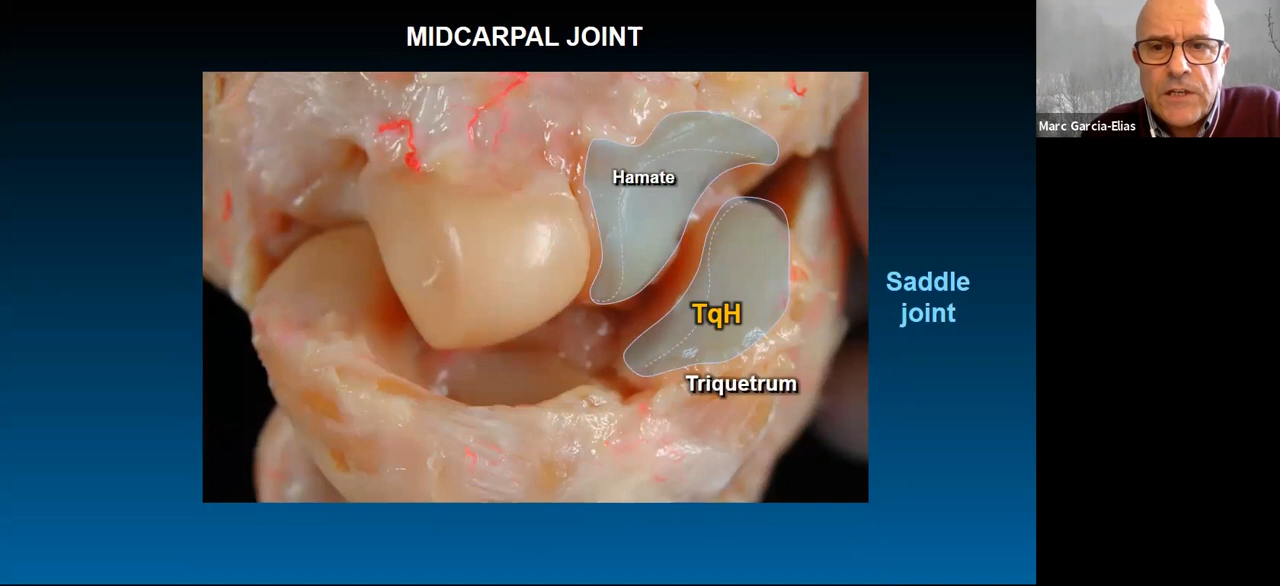 MIDCARPAL JOINT
Marc Garcia-Elias
Hamate
Saddle
joint
TqH
Triquetrum